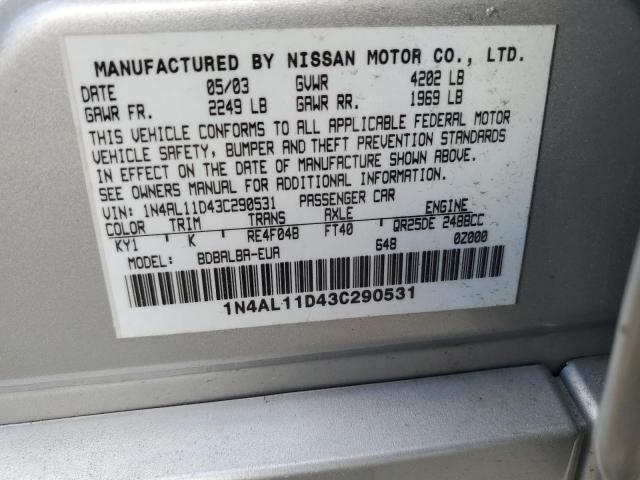 MANUFACTURED BY NISSAN MOTOR CO., LTD.
DATE 05/03 GVWR 4202 LB
GAWR FR. 2249 LB GAWR RR. 1969 LB
THIS VEHICLE CONFORMS TO ALL APPLICABLE FEDERAL MOTOR
VEHICLE SAFETY, BUMPER AND THEFT PREVENTION STANDARDS
IN EFFECT ON THE DATE OF MANUFACTURE SHOWN ABOVE.
SEE OWNERS MANUAL FOR ADDITIONAL INFORMATION.
VIN: 1N4AL11D43C290531 PASSENGER CAR
COLOR TRIM TRANS AXLE ENGINE
KY1 K RE4F04B FT40 QR25DE 2488CC
MODEL: BDBALBA-EUA 648 0Z000
1N4AL11D43C290531